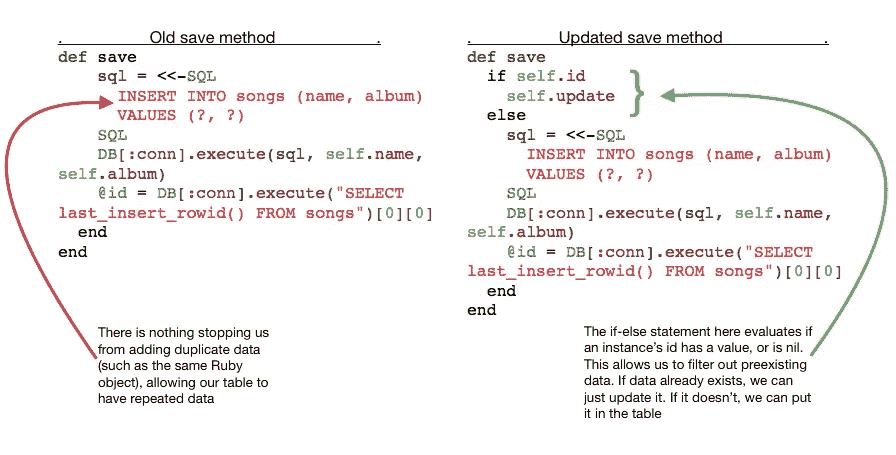 . Old save method .
def save
    sql = <<-SQL
      INSERT INTO songs (name, album)
      VALUES (?, ?)
    SQL
    DB[:conn].execute(sql, self.name,
self.album)
    @id = DB[:conn].execute("SELECT
last_insert_rowid() FROM songs")[0][0]
  end
end
There is nothing stopping us
from adding duplicate data
(such as the same Ruby
object), allowing our table to
have repeated data
. Updated save method .
def save
  if self.id
    self.update
  else
    sql = <<-SQL
      INSERT INTO songs (name, album)
      VALUES (?, ?)
    SQL
    DB[:conn].execute(sql, self.name,
self.album)
    @id = DB[:conn].execute("SELECT
last_insert_rowid() FROM songs")[0][0]
  end
end
}
The if-else statement here evaluates if
an instance's id has a value, or is nil.
This allows us to filter out preexisting
data. If data already exists, we can
just update it. If it doesn't, we can put
it in the table